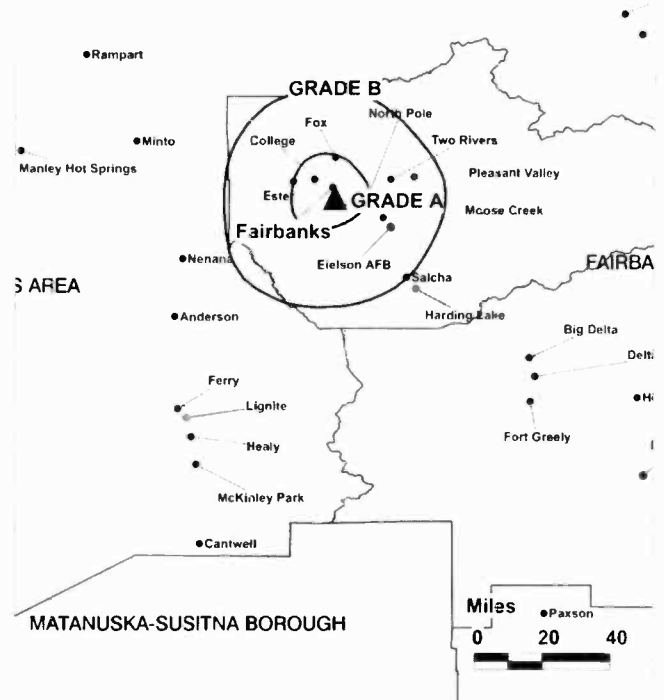 Rampart
GRADE B
North Pole
Fox
College
Two Rivers
Minto
Manley Hot Springs
Pleasant Valley
Este
GRADE A
Moose Creek
Fairbanks
Nenana
Eielson AFB
FAIRBA
Salcha
S AREA
Harding Lake
Anderson
Big Delta
Delt
Ferry
Lignite
H
Fort Greely
Healy
McKinley Park
Cantwell
Miles
Paxson
MATANUSKA-SUSITNA BOROUGH
0 20 40